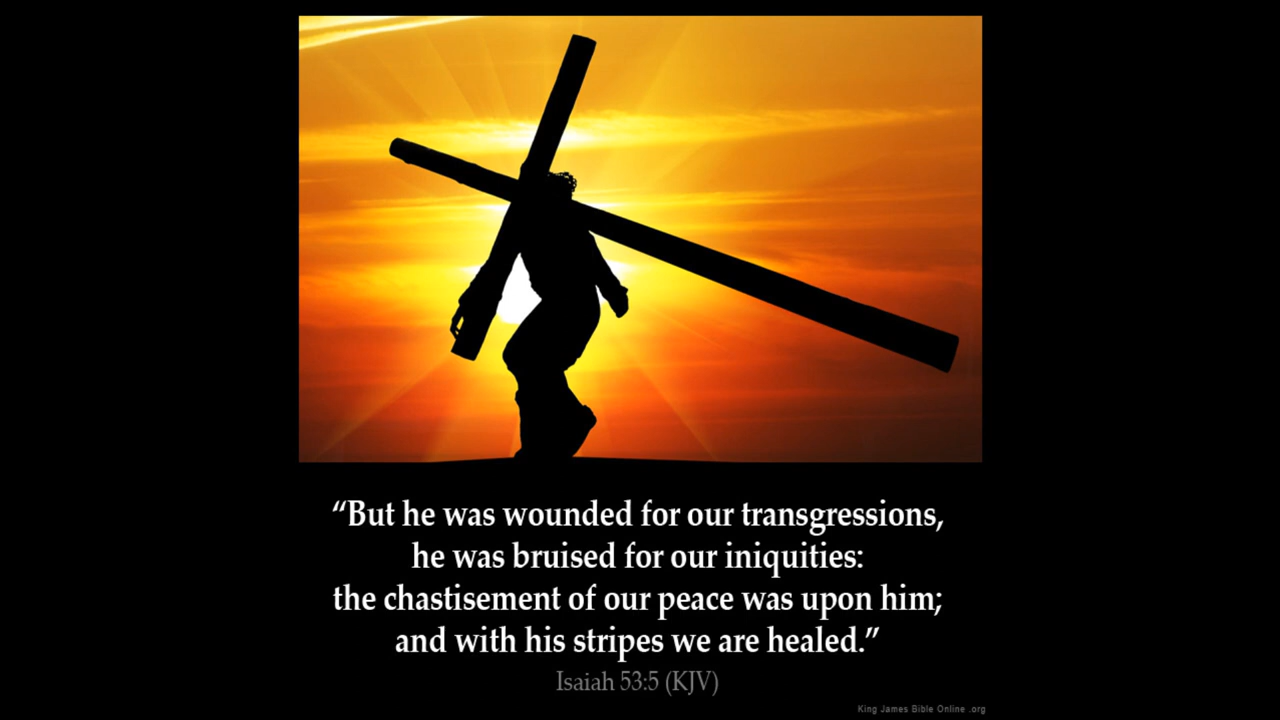 “But he was wounded for our transgressions,
he was bruised for our iniquities:
the chastisement of our peace was upon him;
and with his stripes we are healed.”
Isaiah 53:5 (KJV)
King James Bible Online .org